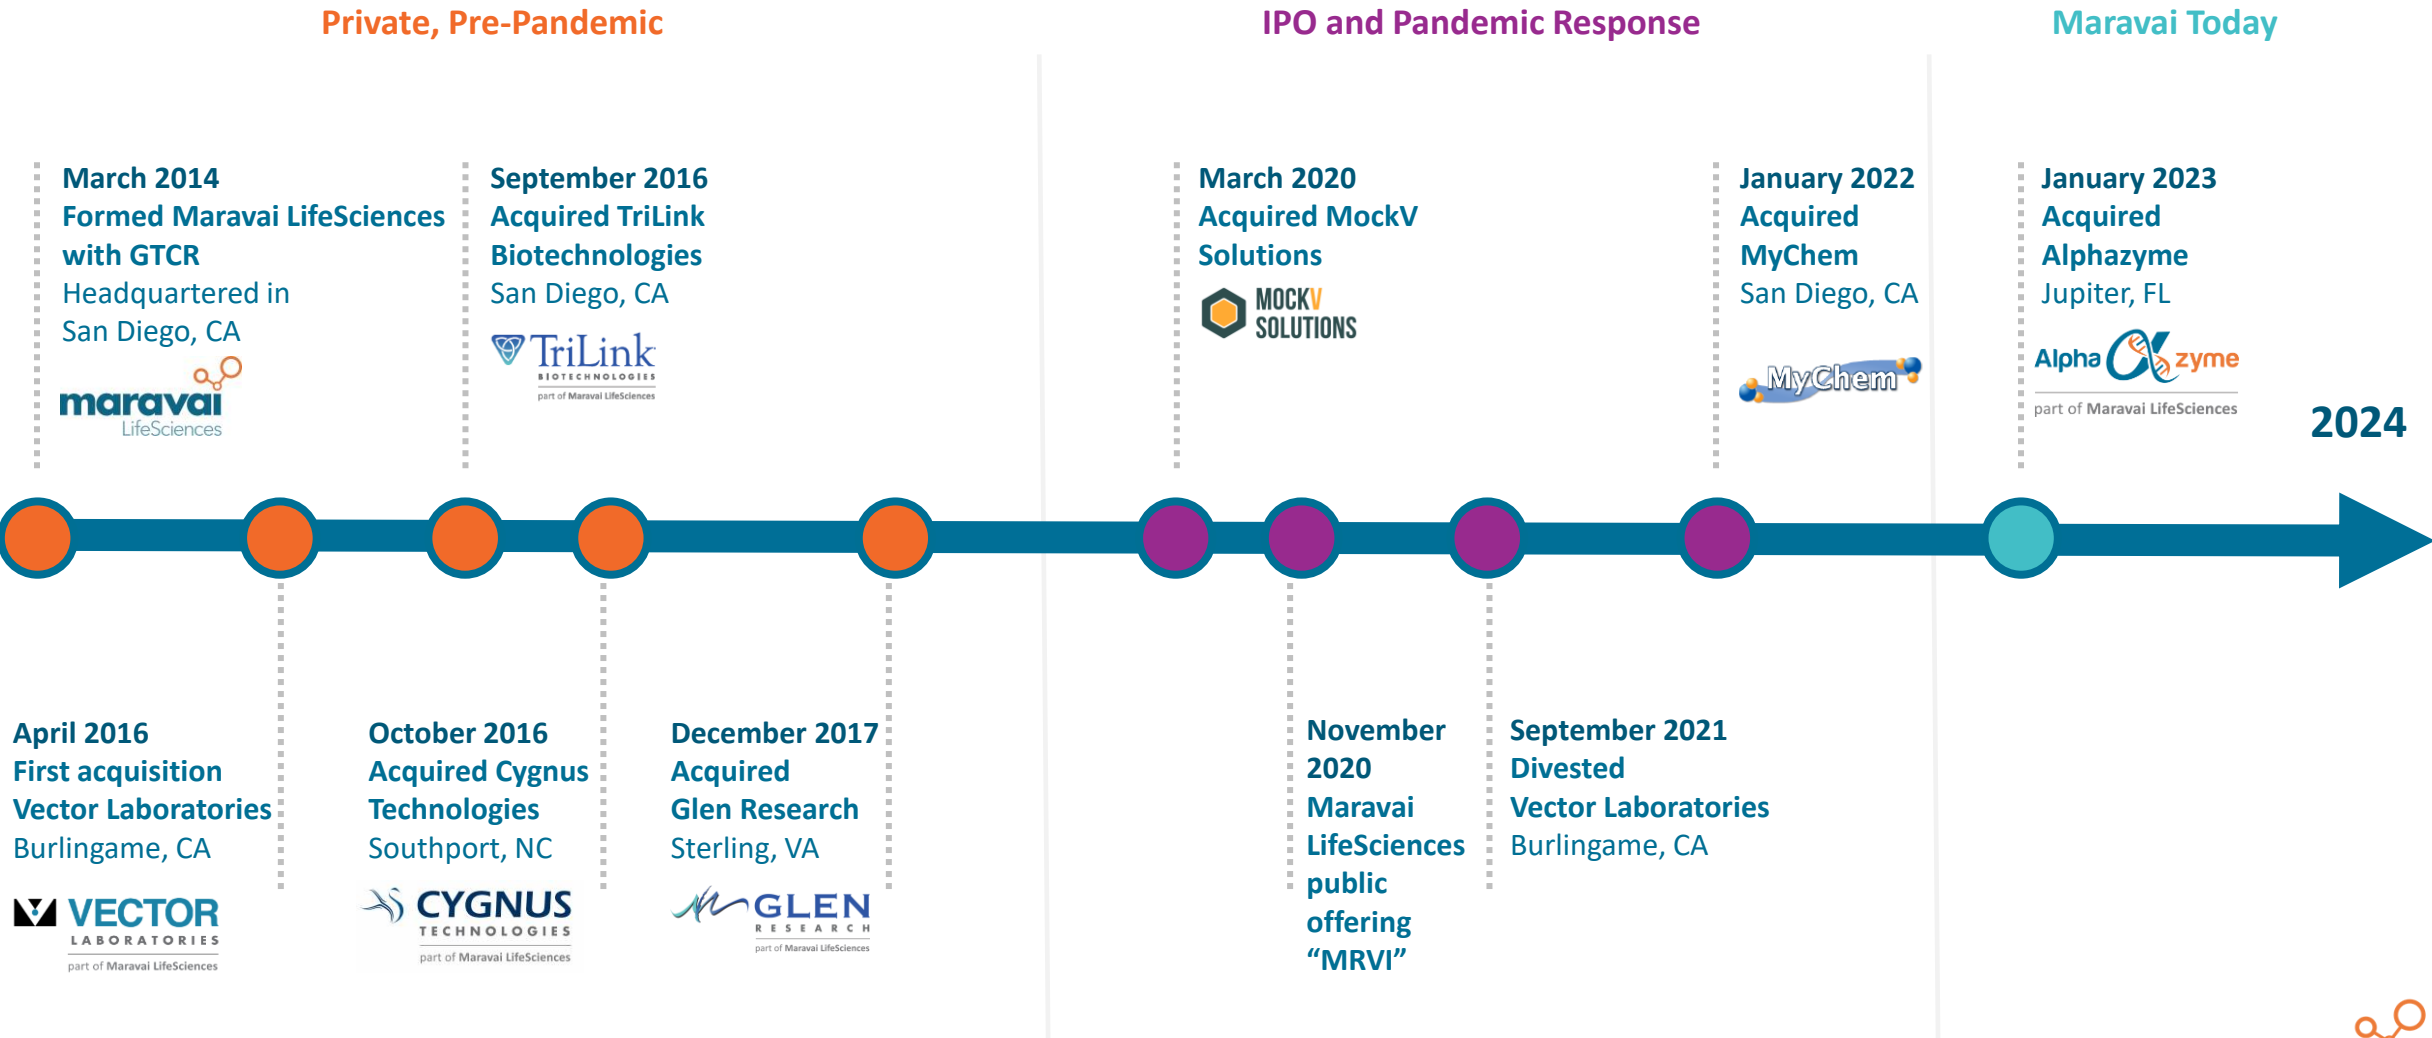 Private, Pre-Pandemic
IPO and Pandemic Response
Maravai Today
March 2014
Formed Maravai LifeSciences
with GTCR
Headquartered in
San Diego, CA
maravai
LifeSciences
September 2016
Acquired TriLink
Biotechnologies
San Diego, CA
TriLink
BIOTECHNOLOGIES
part of Maravai LifeSciences
March 2020
Acquired MockV
Solutions
MOCKV
SOLUTIONS
January 2022
Acquired
MyChem
San Diego, CA
MyChem
January 2023
Acquired
Alphazyme
Jupiter, FL
Alpha zyme
part of Maravai LifeSciences
2024
April 2016
First acquisition
Vector Laboratories
Burlingame, CA
VECTOR
LABORATORIES
part of Maravai LifeSciences
October 2016
Acquired Cygnus
Technologies
Southport, NC
CYGNUS
TECHNOLOGIES
part of Maravai LifeSciences
December 2017
Acquired
Glen Research
Sterling, VA
GLEN
RESEARCH
part of Maravai LifeSciences
November
2020
Maravai
LifeSciences
public
offering
“MRVI”
September 2021
Divested
Vector Laboratories
Burlingame, CA